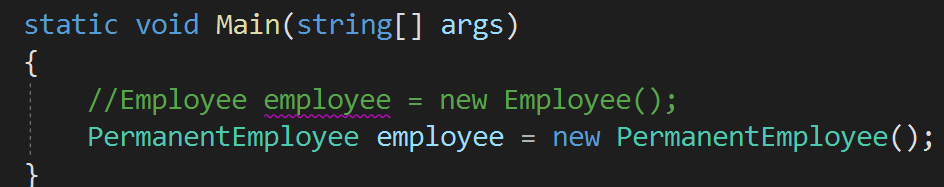 static void Main(string[] args)
{
//Employee employee = new Employee();
PermanentEmployee employee = new PermanentEmployee();
}